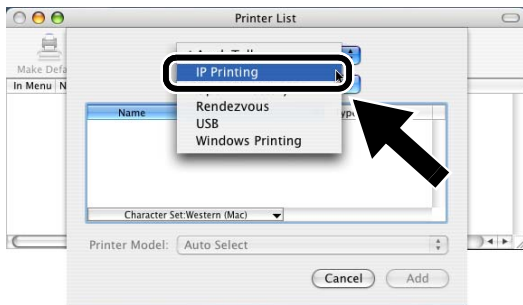 Printer List
Make Defa
In Menu N
IP Printing
Rendezvous
USB
Windows Printing
Name
Character Set:Western (Mac)
Printer Model: Auto Select
Cancel Add